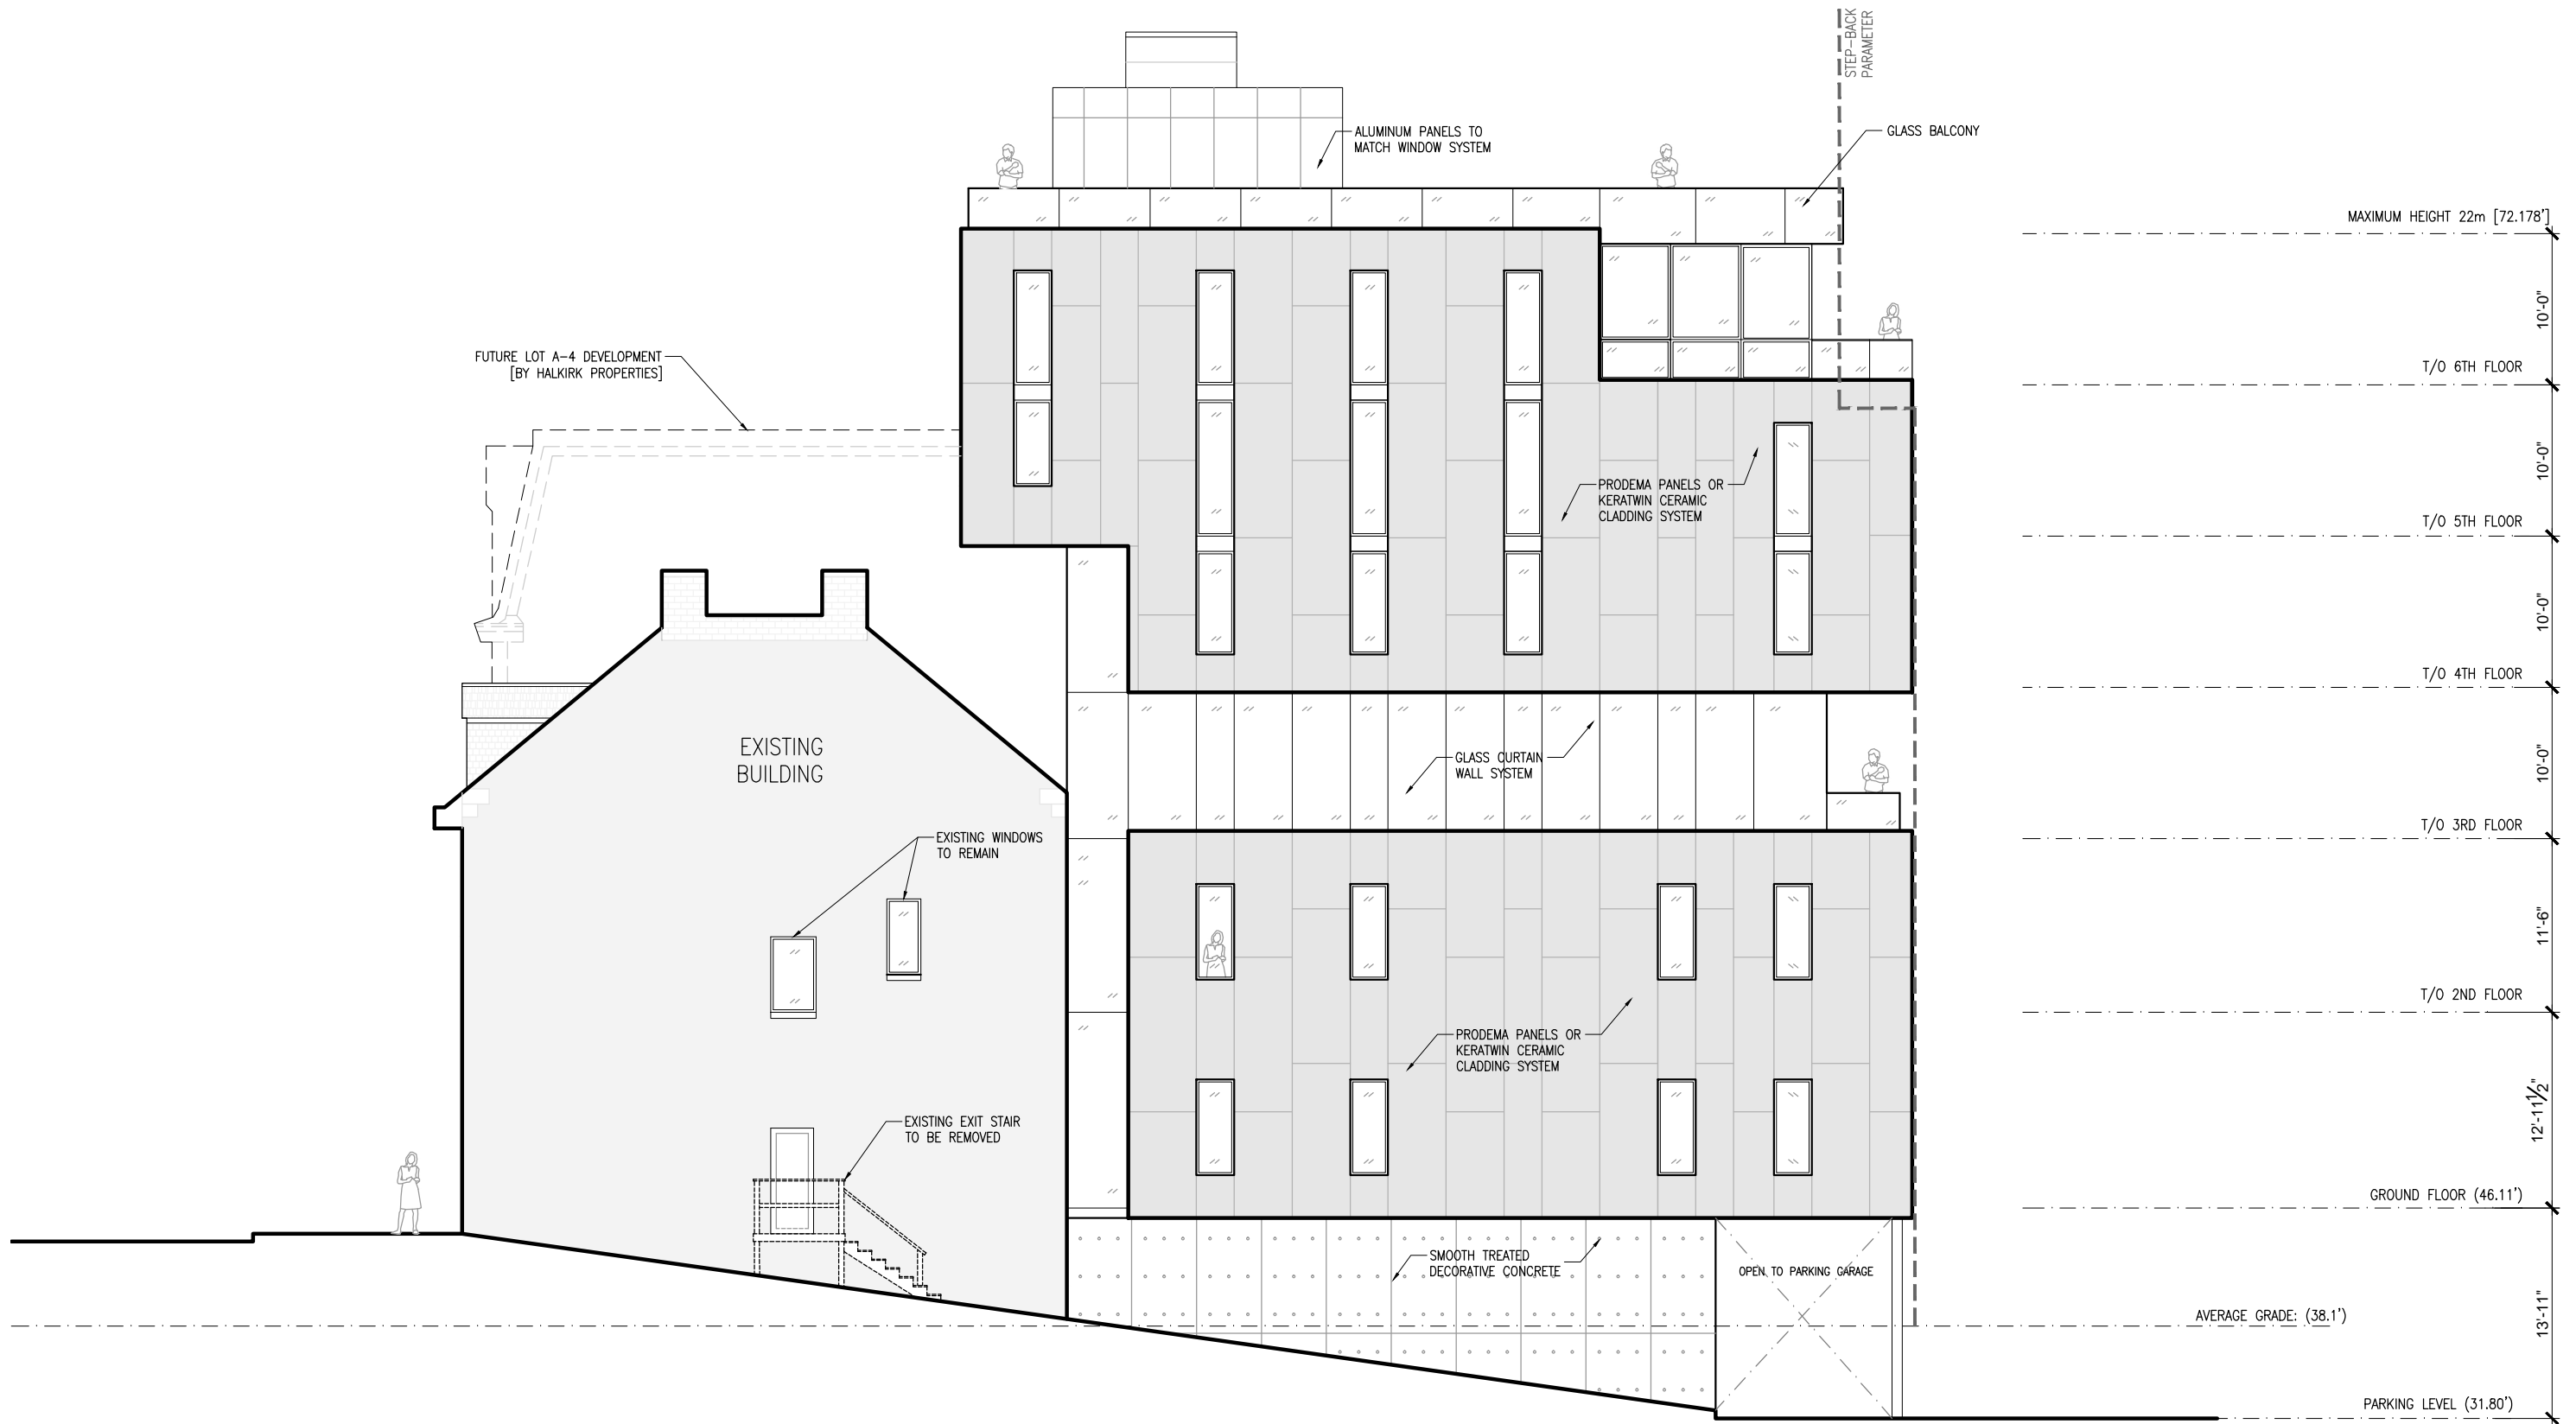 STEP-BACK
PARAMETER
ALUMINUM PANELS TO
MATCH WINDOW SYSTEM
GLASS BALCONY
MAXIMUM HEIGHT 22m [72.178']
10'-0"
FUTURE LOT A-4 DEVELOPMENT
[BY HALKIRK PROPERTIES]
T/O 6TH FLOOR
10'-0"
PRODEMA PANELS OR
KERATWIN CERAMIC
CLADDING SYSTEM
T/O 5TH FLOOR
10'-0"
T/O 4TH FLOOR
EXISTING
BUILDING
GLASS CURTAIN
WALL SYSTEM
10'-0"
EXISTING WINDOWS
TO REMAIN
T/O 3RD FLOOR
11'-6"
T/O 2ND FLOOR
PRODEMA PANELS OR
KERATWIN CERAMIC
CLADDING SYSTEM
12'-11½"
EXISTING EXIT STAIR
TO BE REMOVED
GROUND FLOOR (46.11')
SMOOTH TREATED
DECORATIVE CONCRETE
OPEN TO PARKING GARAGE
13'-11"
AVERAGE GRADE: (38.1')
PARKING LEVEL (31.80')